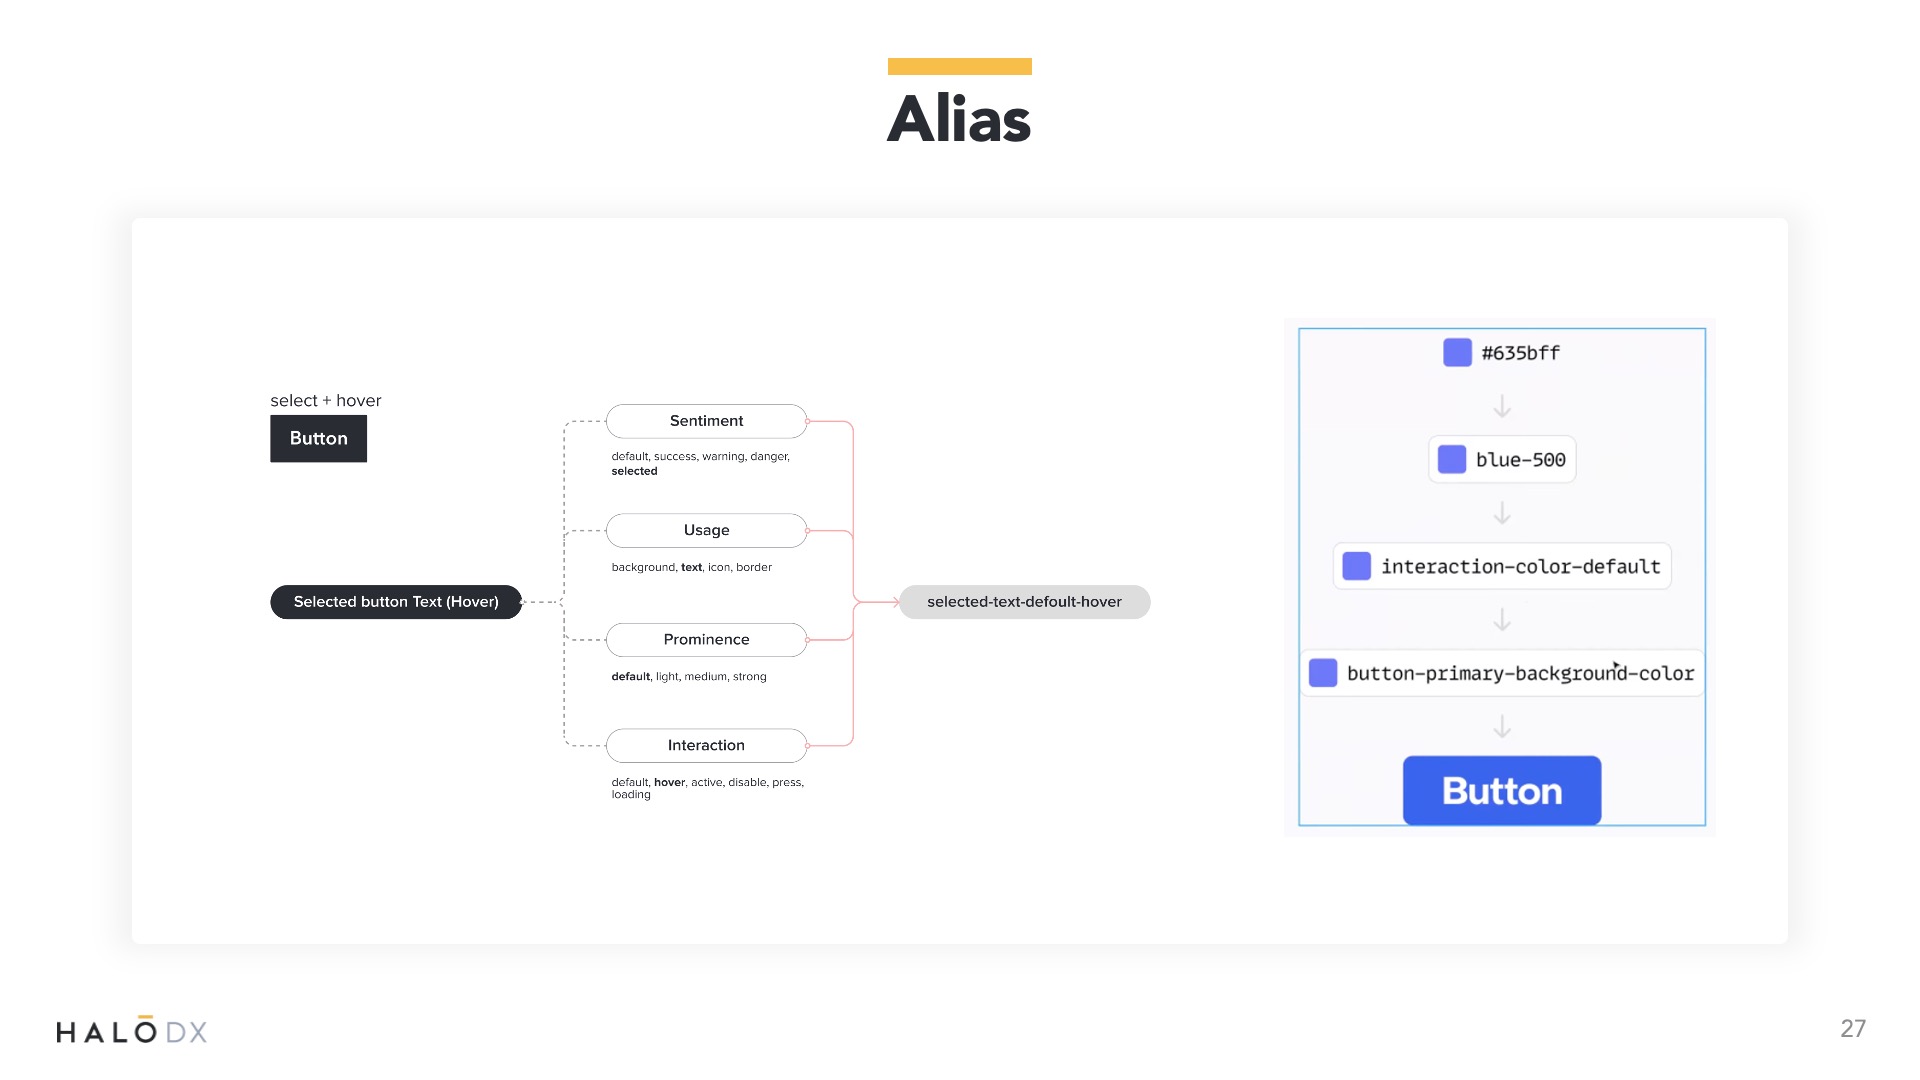 Alias
select + hover
Button
Selected button Text (Hover)
Sentiment
default, success, warning, danger,
selected
Usage
background, text, icon, border
Prominence
default, light, medium, strong
Interaction
default, hover, active, disable, press,
loading
selected-text-defoult-hover
#635bff
blue-500
interaction-color-default
button-primary-background-color
Button
HALO DX
27